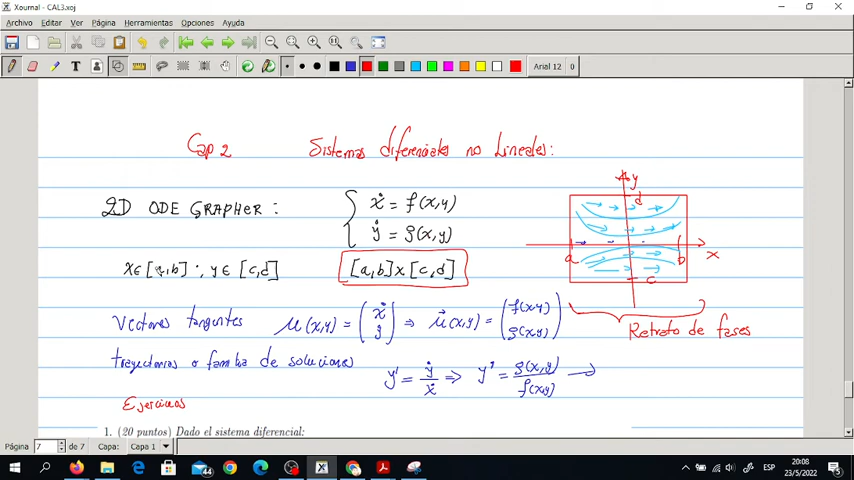 Xournal - CAL3.xoj
Archivo Editar Ver Página Herramientas Opciones Ayuda
T Arial 12 0
Cap 2 Sistemas diferenciales no Lineales:
2D ODE GRAPHER:
ẋ = f(x,y)
ẏ = g(x,y)
x∈[a,b] ; y∈[c,d]
[a,b]x[c,d]
y
d
a
b
x
c
Retrato de fases
Vectores tangentes μ(x,y) = (ẋ ẏ) ⇒ μ⃗(x,y) = (f(x,y) g(x,y))
trayectorias o familia de soluciones
y' = ẏ/ẋ ⇒ y' = g(x,y)/f(x,y) →
Ejercicios
1. (20 puntos) Dado el sistema diferencial:
Página 7 de 7 Capa: Capa 1
44
ESP
20:08
23/5/2022